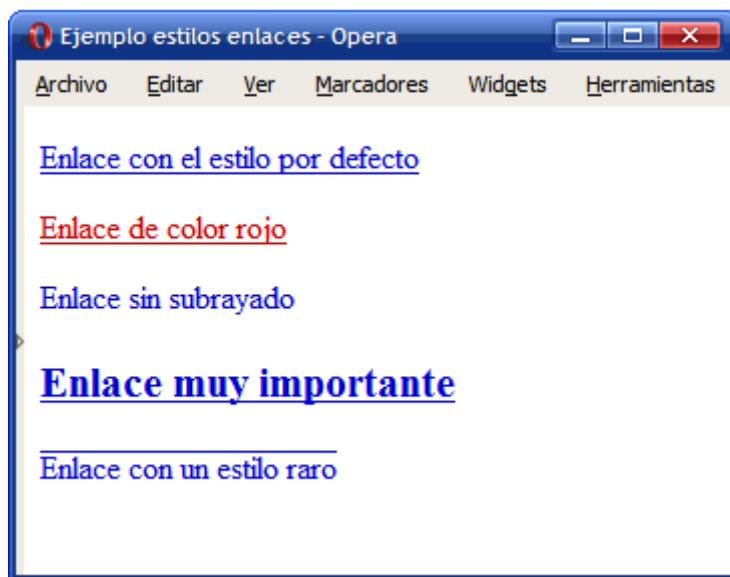 Ejemplo estilos enlaces - Opera
Archivo Editar Ver Marcadores Widgets Herramientas
Enlace con el estilo por defecto
Enlace de color rojo
Enlace sin subrayado
Enlace muy importante
Enlace con un estilo raro